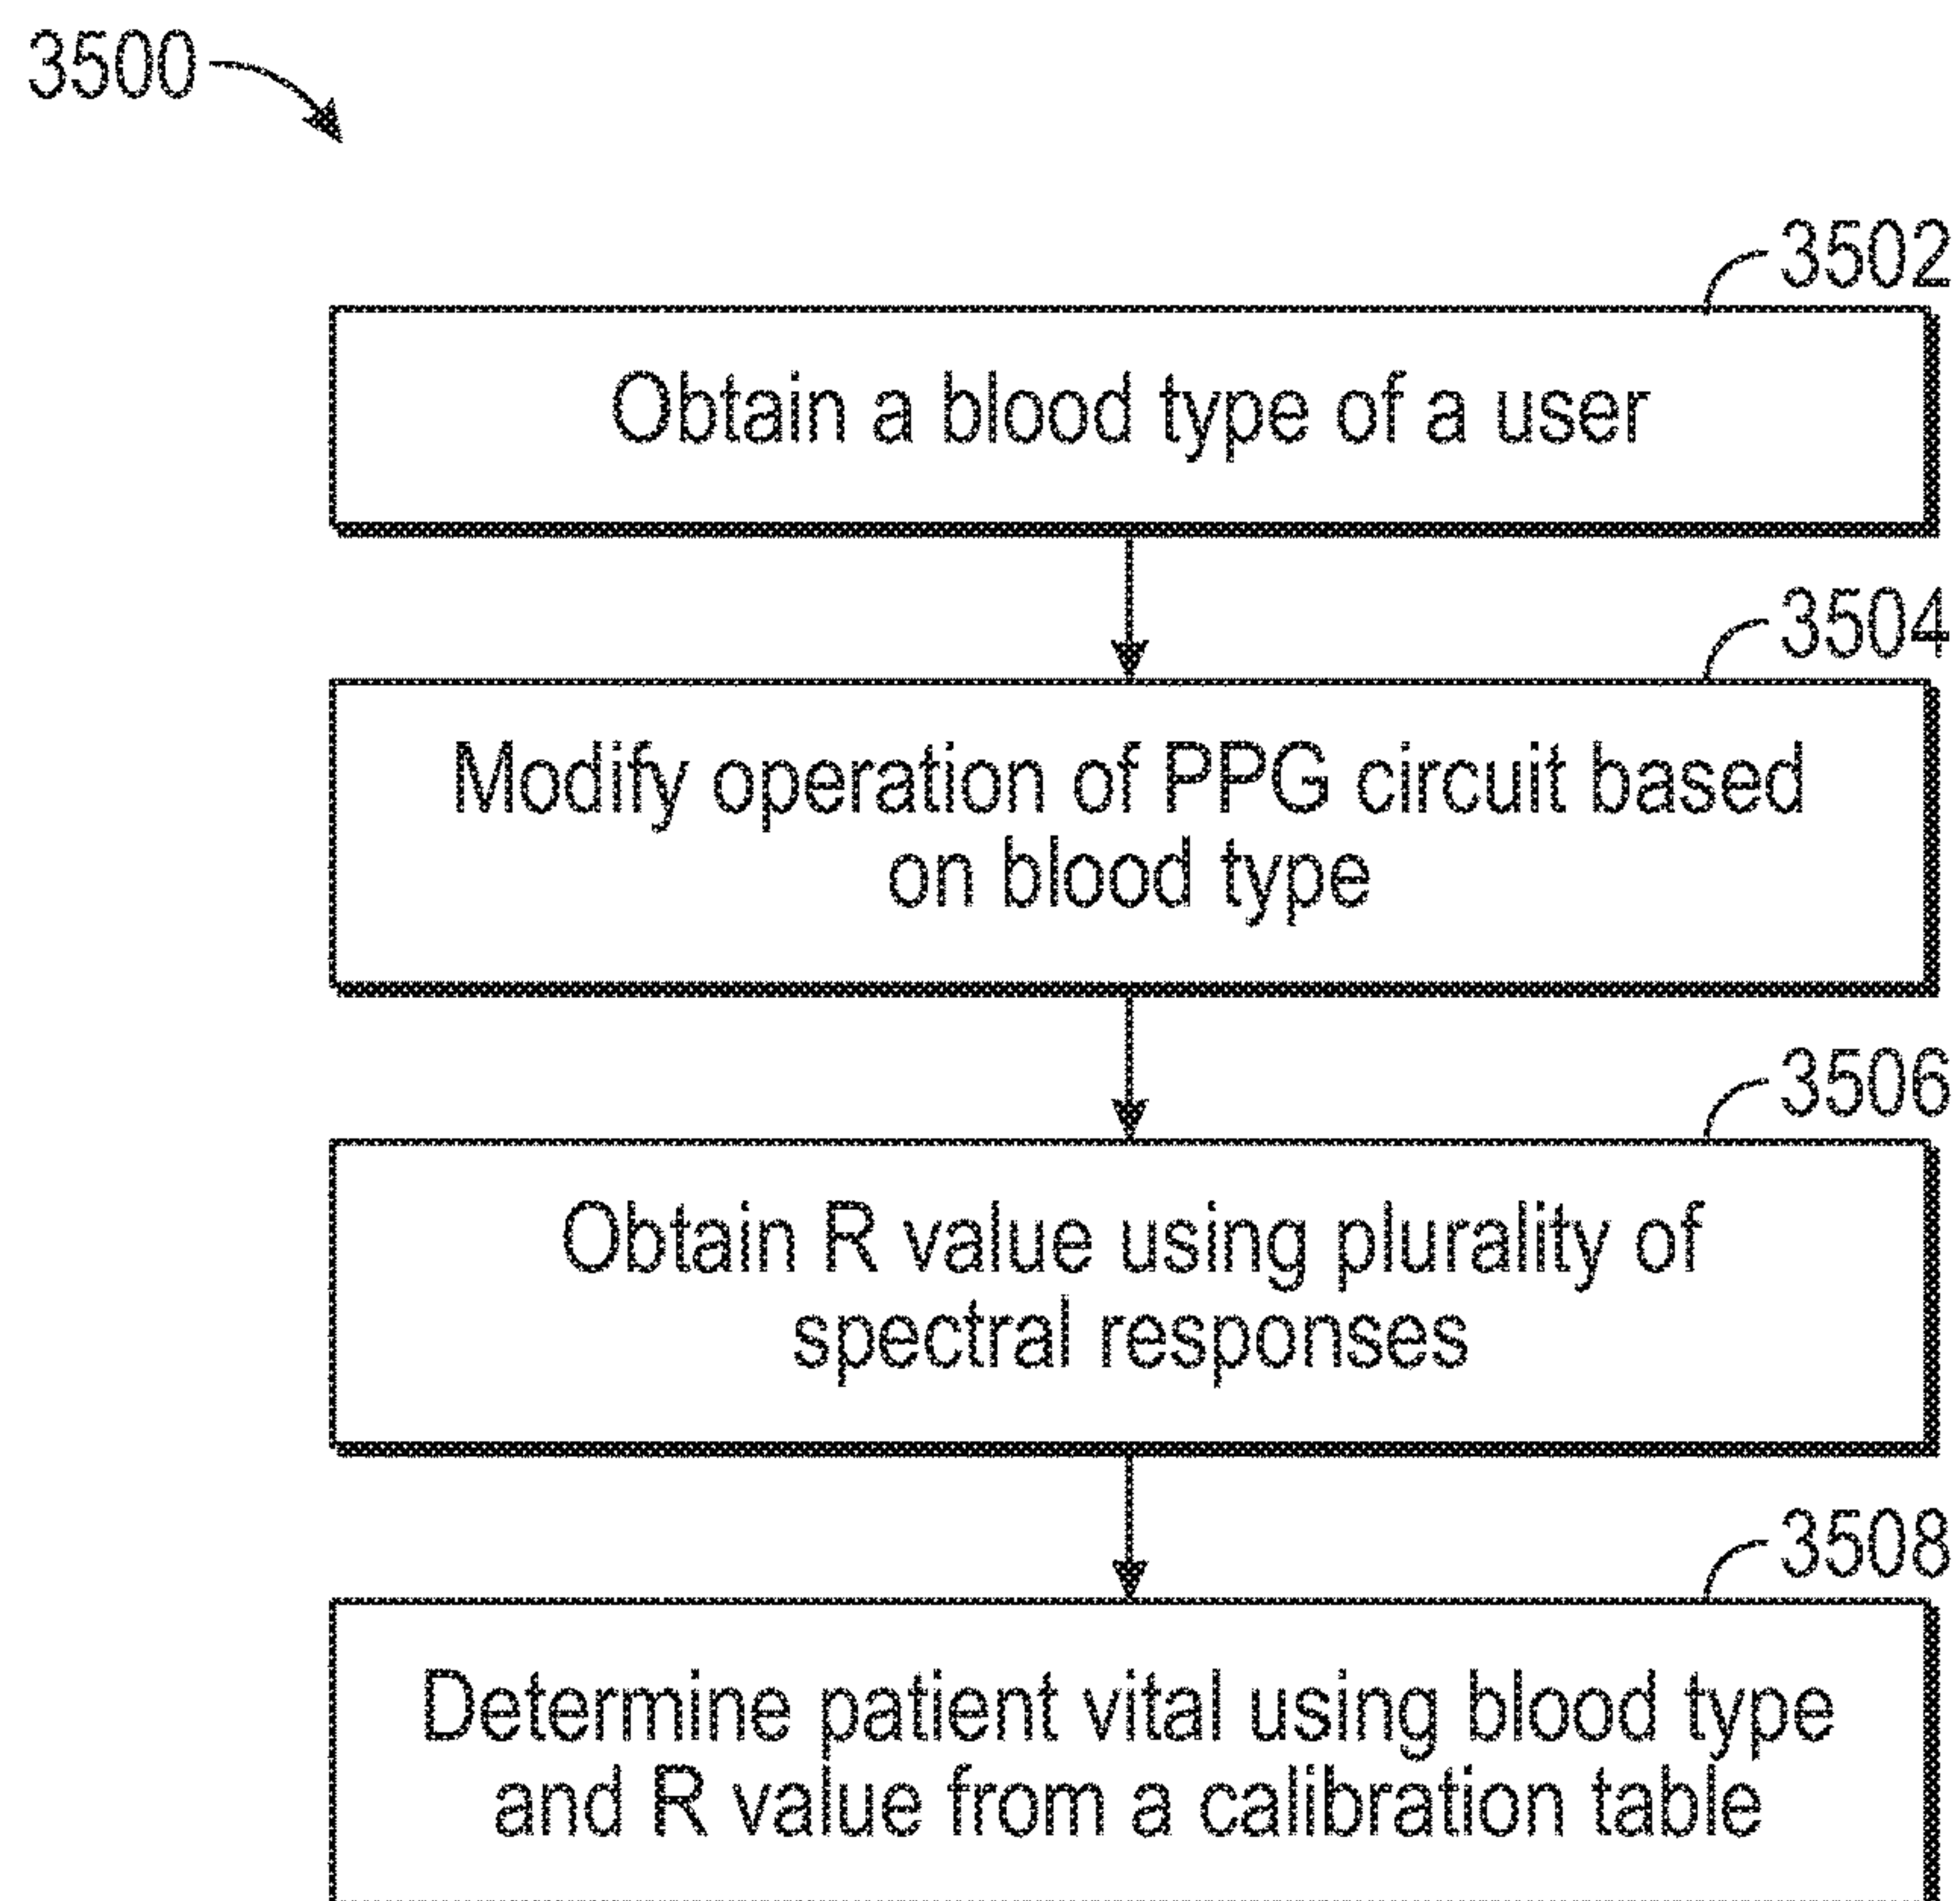 3500
3502
Obtain a blood type of a user
3504
Modify operation of PPG circuit based
on blood type
3506
Obtain R value using plurality of
spectral responses
3508
Determine patient vital using blood type
and R value from a calibration table